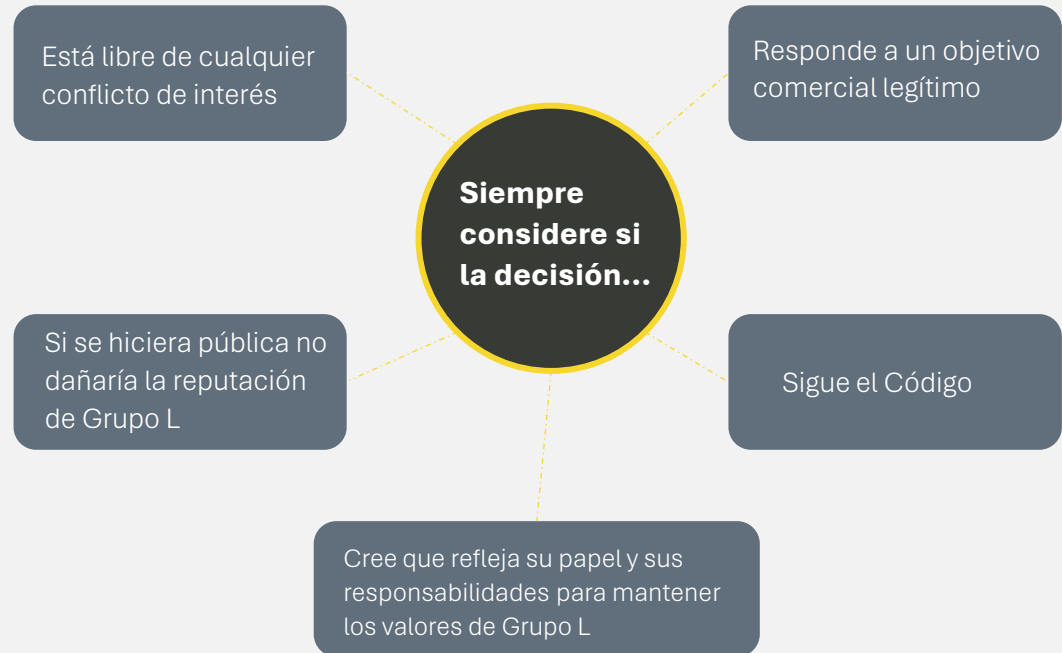 Está libre de cualquier
conflicto de interés
Responde a un objetivo
comercial legítimo
Siempre
considere si
la decisión...
Si se hiciera pública no
dañaría la reputación
de Grupo L
Sigue el Código
Cree que refleja su papel y sus
responsabilidades para mantener
los valores de Grupo L